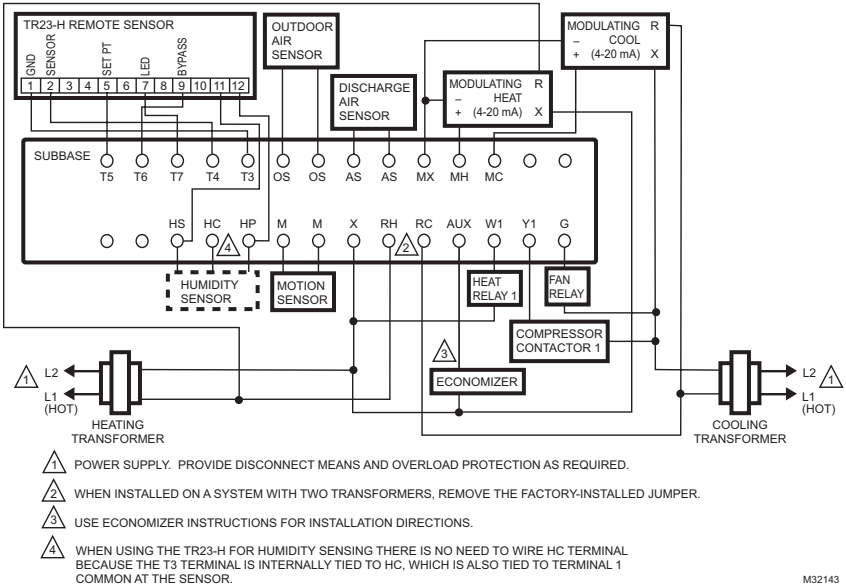 TR23-H REMOTE SENSOR
GND
SENSOR
SET PT
LED
BYPASS
1 2 3 4 5 6 7 8 9 10 11 12
OUTDOOR
AIR
SENSOR
DISCHARGE
AIR
SENSOR
MODULATING R
– HEAT
+ (4-20 mA) X
MODULATING R
– COOL
+ (4-20 mA) X
SUBBASE
T5 T6 T7 T4 T3 OS OS AS AS MX MH MC
HS HC HP M M X RH RC AUX W1 Y1 G
4
2
HUMIDITY
SENSOR
MOTION
SENSOR
HEAT
RELAY 1
FAN
RELAY
COMPRESSOR
CONTACTOR 1
3
ECONOMIZER
1
L2
L1
(HOT)
HEATING
TRANSFORMER
L2
1
L1
(HOT)
COOLING
TRANSFORMER
1 POWER SUPPLY. PROVIDE DISCONNECT MEANS AND OVERLOAD PROTECTION AS REQUIRED.
2 WHEN INSTALLED ON A SYSTEM WITH TWO TRANSFORMERS, REMOVE THE FACTORY-INSTALLED JUMPER.
3 USE ECONOMIZER INSTRUCTIONS FOR INSTALLATION DIRECTIONS.
4 WHEN USING THE TR23-H FOR HUMIDITY SENSING THERE IS NO NEED TO WIRE HC TERMINAL
BECAUSE THE T3 TERMINAL IS INTERNALLY TIED TO HC, WHICH IS ALSO TIED TO TERMINAL 1
COMMON AT THE SENSOR.
M32143